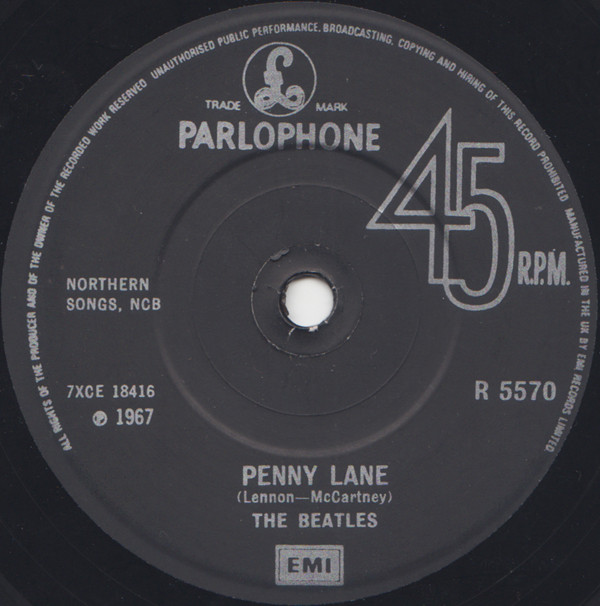 ALL RIGHTS OF THE PRODUCER AND OF THE OWNER OF THE RECORDED WORK RESERVED UNAUTHORISED PUBLIC PERFORMANCE, BROADCASTING, COPYING AND HIRING OF THIS RECORD PROHIBITED MANUFACTURED IN THE UK BY EMI RECORDS LIMITED.
£
TRADE MARK
PARLOPHONE
45
R.P.M.
NORTHERN
SONGS, NCB
7XCE 18416
℗ 1967
R 5570
PENNY LANE
(Lennon—McCartney)
THE BEATLES
EMI